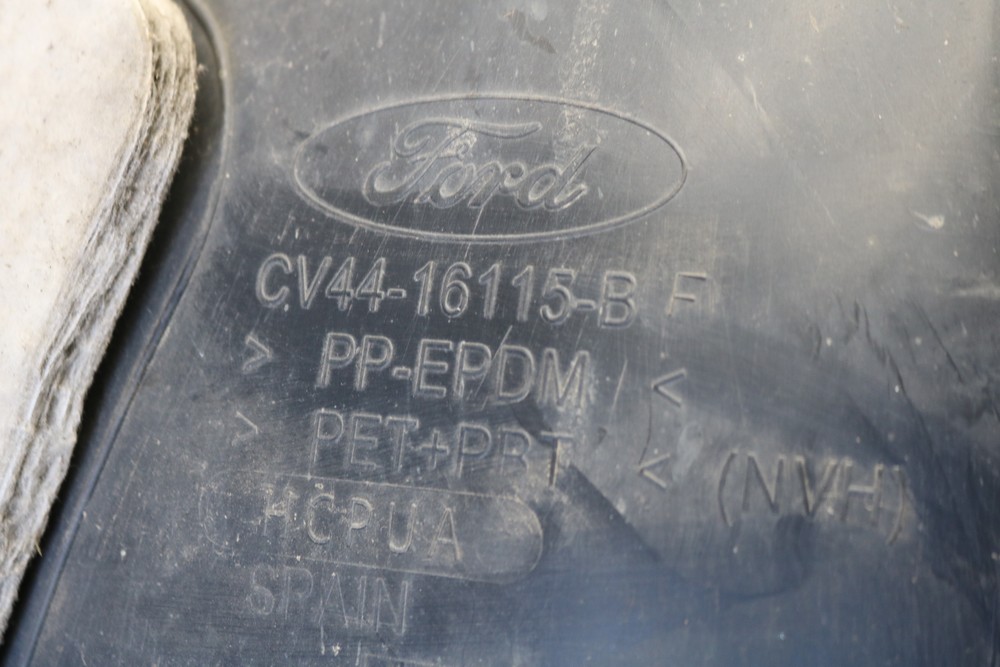 Ford
CV44-16115-B F
> PP-EPDM <
> PET+PBT < (NVH)
HCPUA
SPAIN